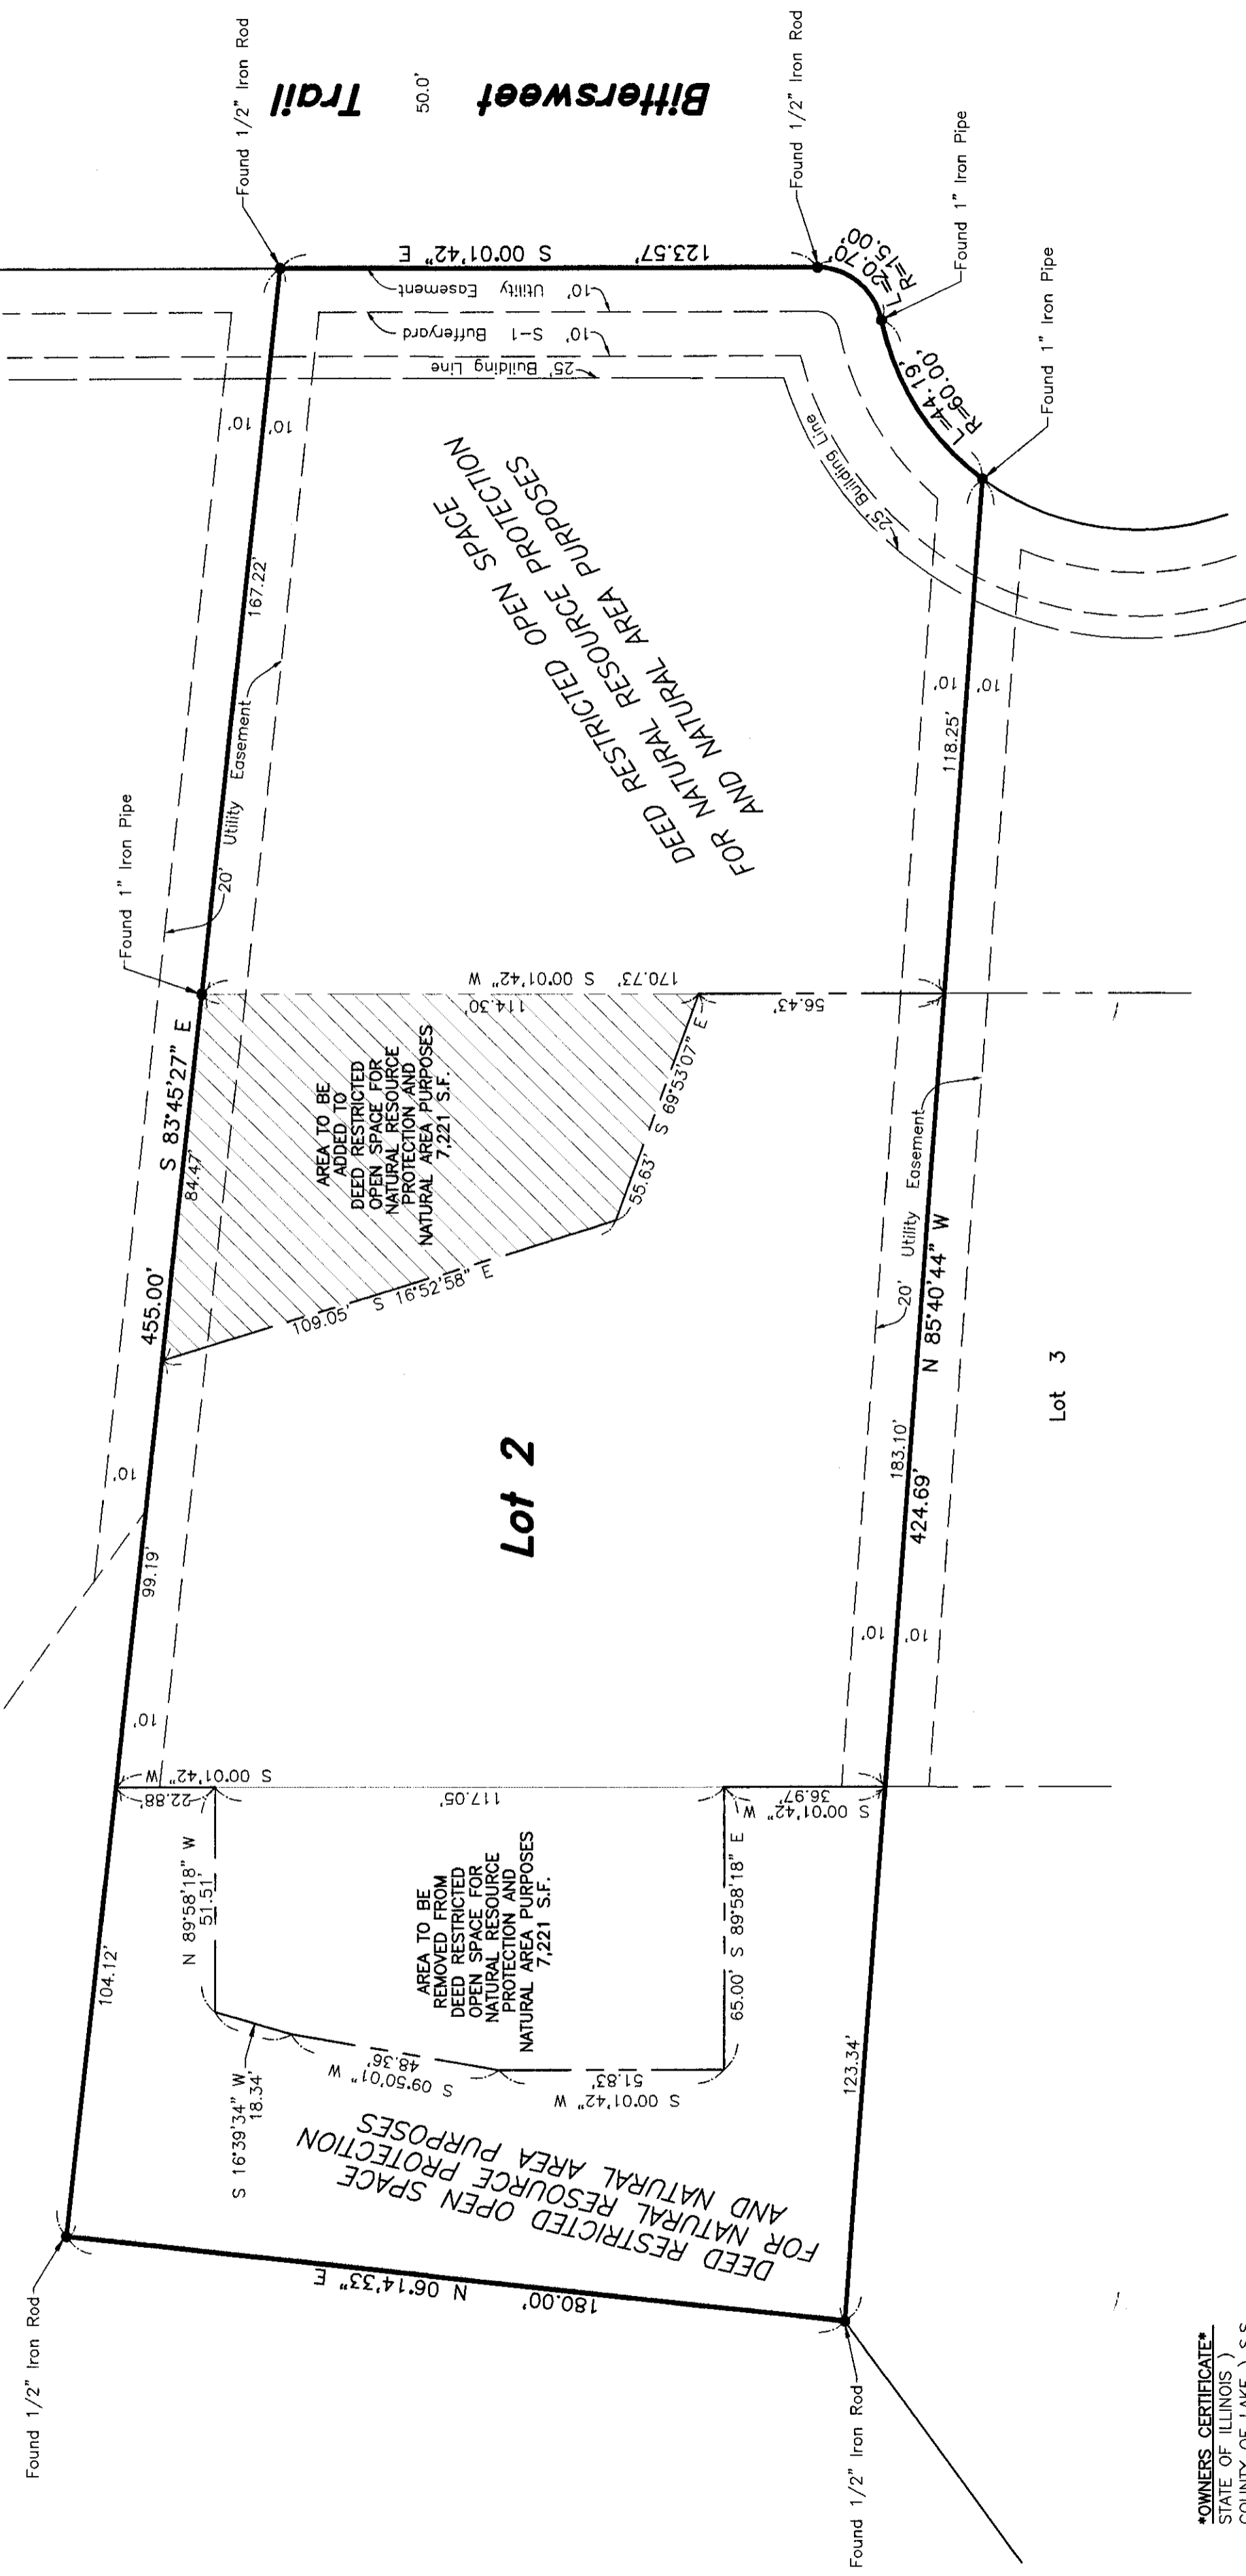 Bittersweet Trail
50.0'
Found 1/2" Iron Rod
Found 1/2" Iron Rod
Found 1" Iron Pipe
Found 1" Iron Pipe
S 00°01'42" E
123.57'
L=20.70'
R=15.00'
L=44.19'
R=60.00'
10' Utility Easement
10' S-1 Bufferyard
25' Building Line
25' Building Line
10'
10'
167.22'
20' Utility Easement
DEED RESTRICTED OPEN SPACE
FOR NATURAL RESOURCE PROTECTION
AND NATURAL AREA PURPOSES
10'
10'
118.25'
Found 1" Iron Pipe
S 83°45'27" E
455.00'
84.47'
170.73' S 00°01'42" W
114.30'
56.43'
AREA TO BE
ADDED TO
DEED RESTRICTED
OPEN SPACE FOR
NATURAL RESOURCE
PROTECTION AND
NATURAL AREA PURPOSES
7,221 S.F.
55.63' S 69°53'07" E
109.05' S 16°52'58" E
20' Utility Easement
N 85°40'44" W
424.69'
183.10'
Lot 3
Lot 2
10'
99.19'
10'
10'
10'
S 00°01'42" W
22.88'
117.05'
S 00°01'42" W
36.97'
N 89°58'18" W
51.51'
AREA TO BE
REMOVED FROM
DEED RESTRICTED
OPEN SPACE FOR
NATURAL RESOURCE
PROTECTION AND
NATURAL AREA PURPOSES
7,221 S.F.
65.00' S 89°58'18" E
104.12'
S 16°39'34" W
18.34'
S 09°50'01" W
48.36'
S 00°01'42" W
51.83'
123.34'
DEED RESTRICTED OPEN SPACE
FOR NATURAL RESOURCE PROTECTION
AND NATURAL AREA PURPOSES
N 06°14'33" E
180.00'
Found 1/2" Iron Rod
Found 1/2" Iron Rod
*OWNERS CERTIFICATE*
STATE OF ILLINOIS )
COUNTY OF LAKE ) S.S.